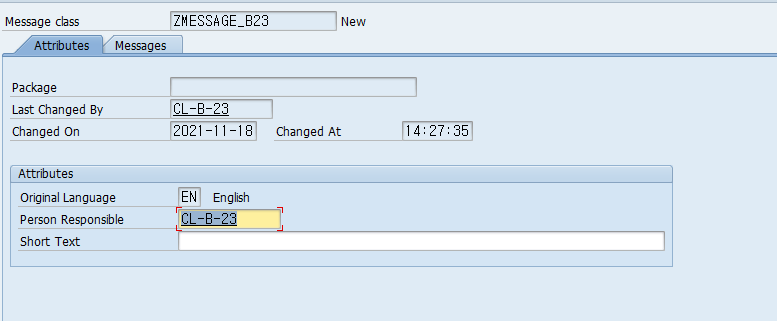 Message class ZMESSAGE_B23 New
Attributes Messages
Package
Last Changed By CL-B-23
Changed On 2021-11-18 Changed At 14:27:35
Attributes
Original Language EN English
Person Responsible CL-B-23
Short Text